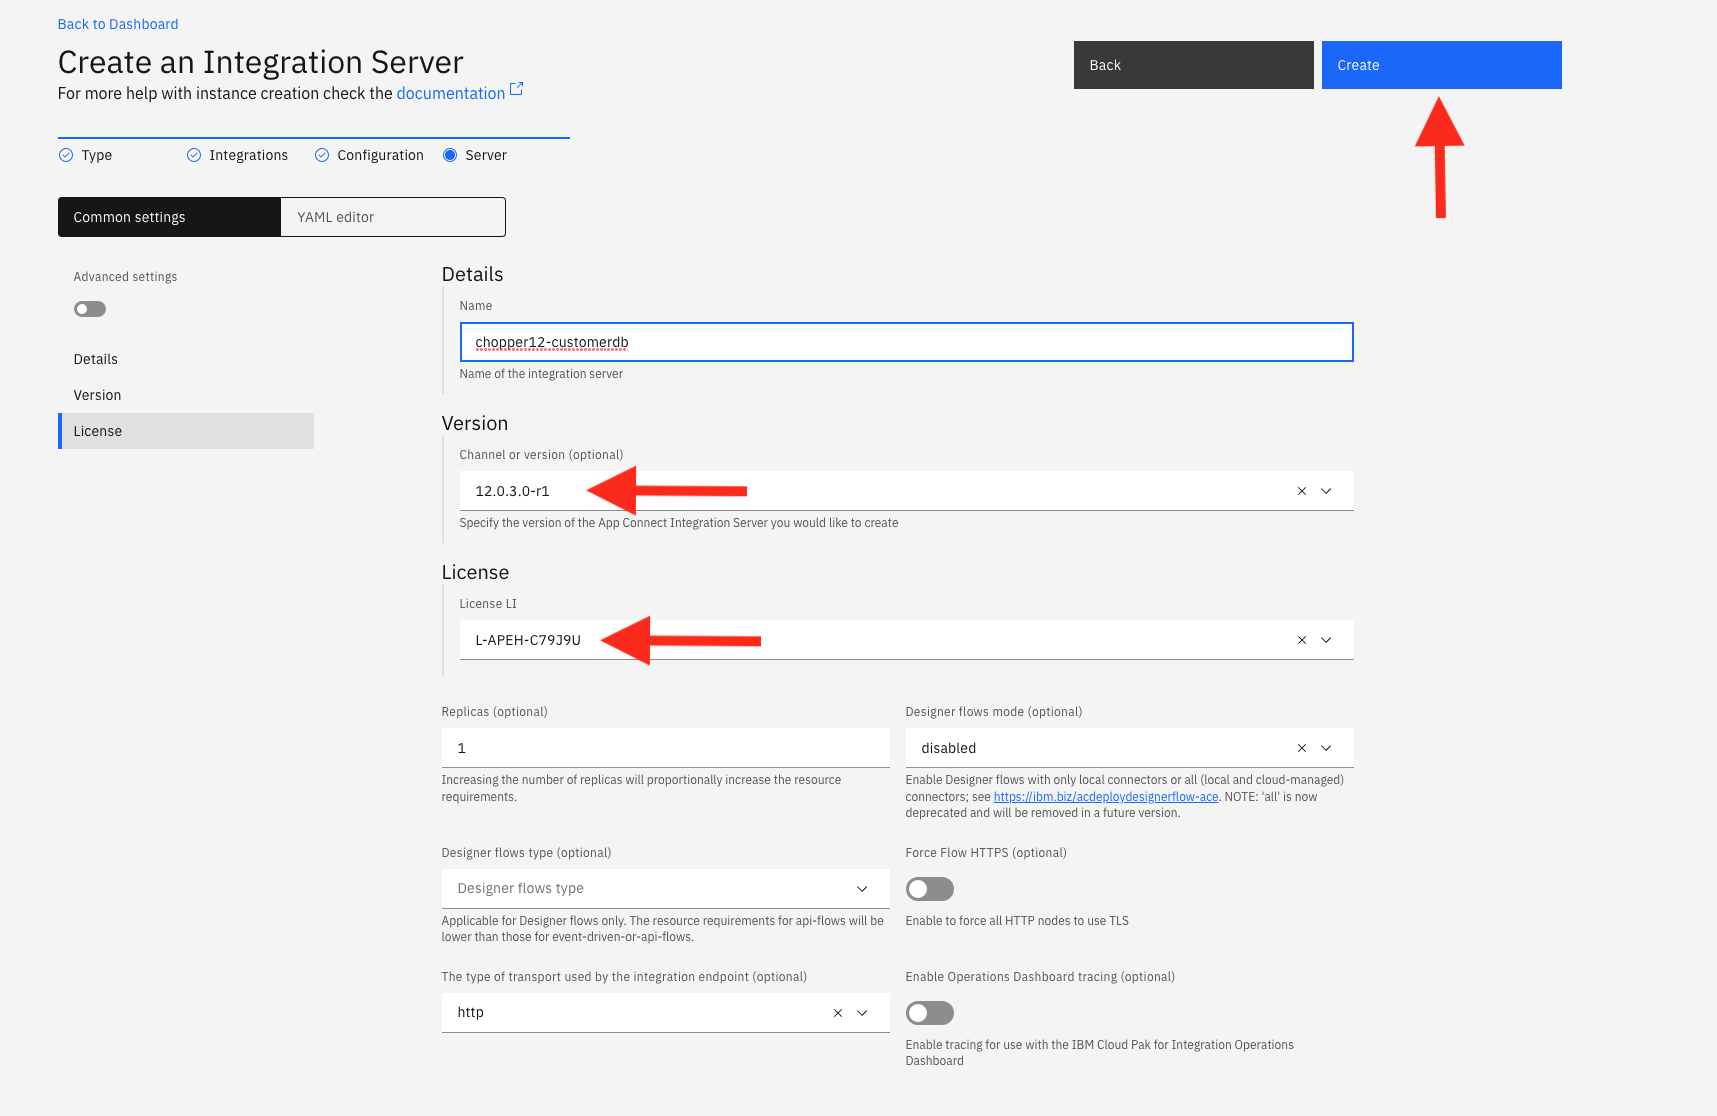 Back to Dashboard
Create an Integration Server
For more help with instance creation check the documentation
Back
Create
Type
Integrations
Configuration
Server
Common settings
YAML editor
Advanced settings
Details
Version
License
Details
Name
chopper12-customerdb
Name of the integration server
Version
Channel or version (optional)
12.0.3.0-r1
Specify the version of the App Connect Integration Server you would like to create
License
License LI
L-APEH-C79J9U
Replicas (optional)
1
Increasing the number of replicas will proportionally increase the resource
requirements.
Designer flows mode (optional)
disabled
Enable Designer flows with only local connectors or all (local and cloud-managed)
connectors; see https://ibm.biz/acdeploydesignerflow-ace. NOTE: 'all' is now
deprecated and will be removed in a future version.
Designer flows type (optional)
Designer flows type
Applicable for Designer flows only. The resource requirements for api-flows will be
lower than those for event-driven-or-api-flows.
Force Flow HTTPS (optional)
Enable to force all HTTP nodes to use TLS
The type of transport used by the integration endpoint (optional)
http
Enable Operations Dashboard tracing (optional)
Enable tracing for use with the IBM Cloud Pak for Integration Operations
Dashboard